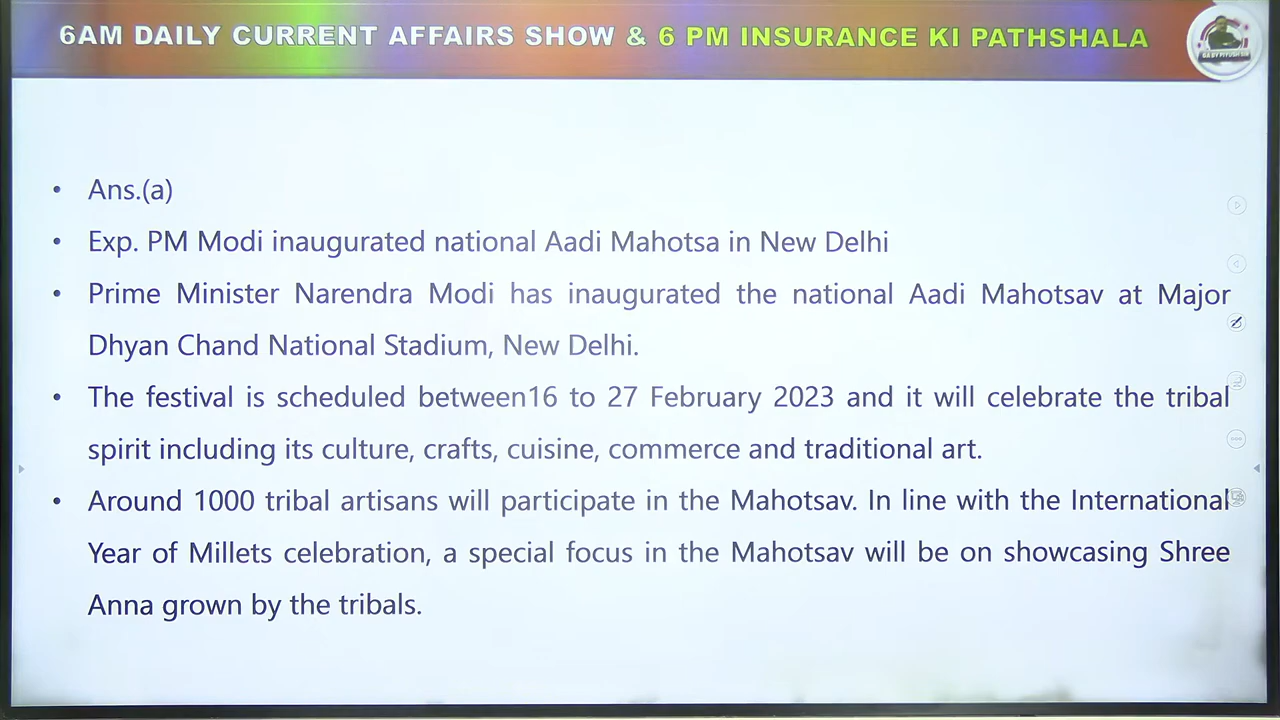 6AM DAILY CURRENT AFFAIRS SHOW & 6 PM INSURANCE KI PATHSHALA
• Ans.(a)
• Exp. PM Modi inaugurated national Aadi Mahotsa in New Delhi
• Prime Minister Narendra Modi has inaugurated the national Aadi Mahotsav at Major
Dhyan Chand National Stadium, New Delhi.
• The festival is scheduled between16 to 27 February 2023 and it will celebrate the tribal
spirit including its culture, crafts, cuisine, commerce and traditional art.
• Around 1000 tribal artisans will participate in the Mahotsav. In line with the International
Year of Millets celebration, a special focus in the Mahotsav will be on showcasing Shree
Anna grown by the tribals.